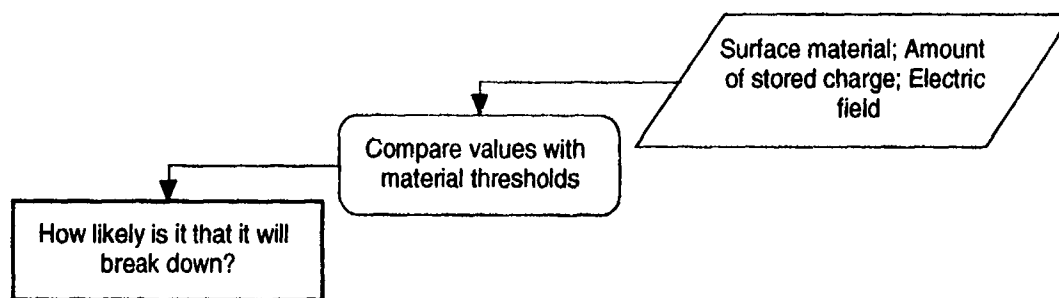 Surface material; Amount
of stored charge; Electric
field
Compare values with
material thresholds
How likely is it that it will
break down?